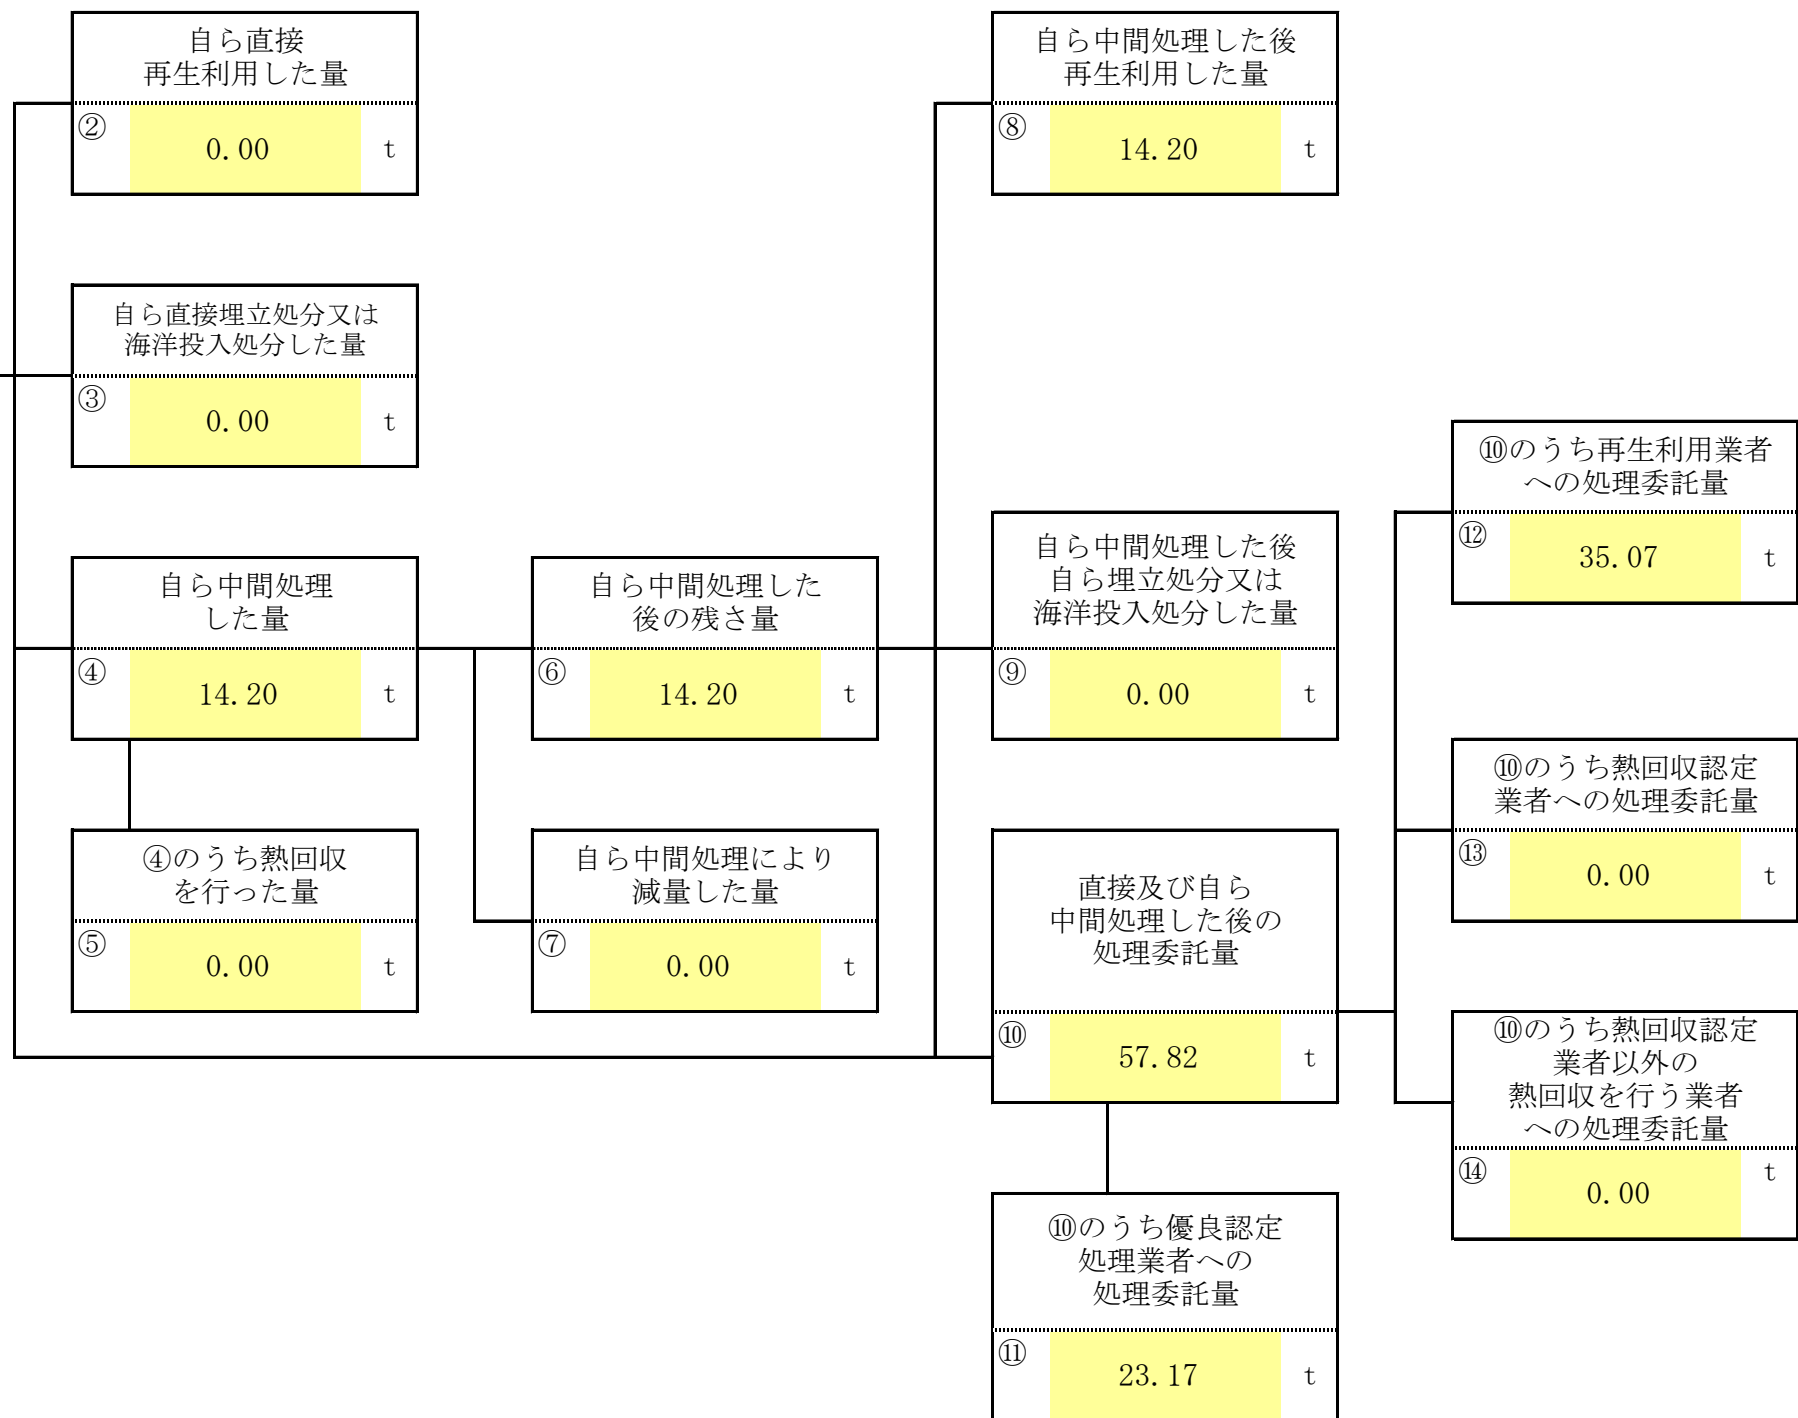 自ら直接
再生利用した量
②
0.00
t
自ら中間処理した後
再生利用した量
⑧
14.20
t
自ら直接埋立処分又は
海洋投入処分した量
③
0.00
t
⑩のうち再生利用業者
への処理委託量
⑫
35.07
t
自ら中間処理
した量
④
14.20
t
自ら中間処理した
後の残さ量
⑥
14.20
t
自ら中間処理した後
自ら埋立処分又は
海洋投入処分した量
⑨
0.00
t
⑩のうち熱回収認定
業者への処理委託量
⑬
0.00
t
④のうち熱回収
を行った量
⑤
0.00
t
自ら中間処理により
減量した量
⑦
0.00
t
直接及び自ら
中間処理した後の
処理委託量
⑩
57.82
t
⑩のうち熱回収認定
業者以外の
熱回収を行う業者
への処理委託量
⑭
0.00
t
⑩のうち優良認定
処理業者への
処理委託量
⑪
23.17
t